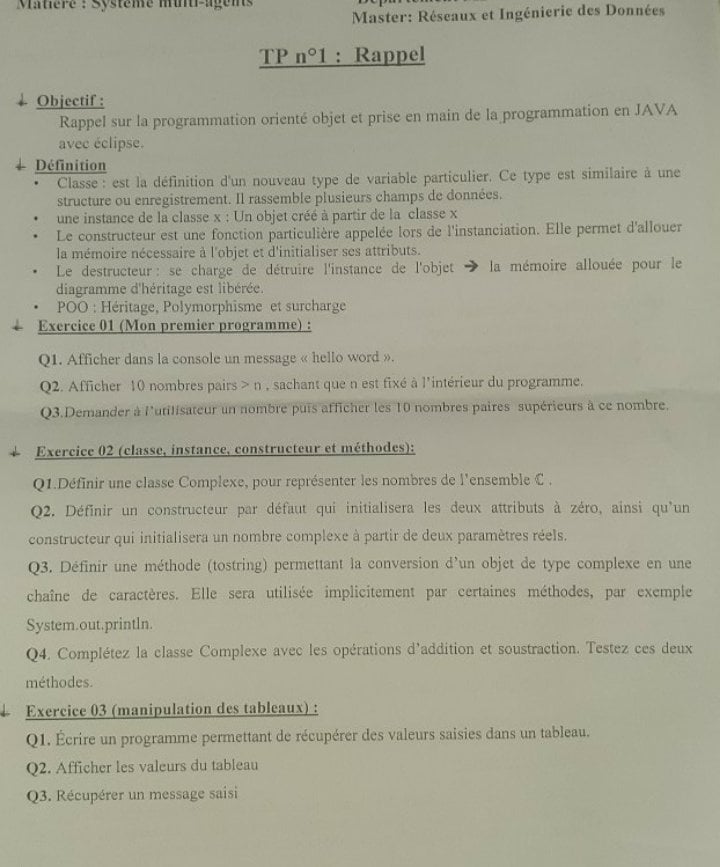 Matière : Système multi-agents
Master: Réseaux et Ingénierie des Données
TP n°1 : Rappel
Objectif :
Rappel sur la programmation orienté objet et prise en main de la programmation en JAVA
avec éclipse.
Définition
• Classe : est la définition d'un nouveau type de variable particulier. Ce type est similaire à une
structure ou enregistrement. Il rassemble plusieurs champs de données.
• une instance de la classe x : Un objet créé à partir de la classe x
• Le constructeur est une fonction particulière appelée lors de l'instanciation. Elle permet d'allouer
la mémoire nécessaire à l'objet et d'initialiser ses attributs.
• Le destructeur : se charge de détruire l'instance de l'objet ➔ la mémoire allouée pour le
diagramme d'héritage est libérée.
• POO : Héritage, Polymorphisme et surcharge
Exercice 01 (Mon premier programme) :
Q1. Afficher dans la console un message « hello word ».
Q2. Afficher 10 nombres pairs > n , sachant que n est fixé à l'intérieur du programme.
Q3.Demander à l'utilisateur un nombre puis afficher les 10 nombres paires supérieurs à ce nombre.
Exercice 02 (classe, instance, constructeur et méthodes):
Q1.Définir une classe Complexe, pour représenter les nombres de l'ensemble ℂ .
Q2. Définir un constructeur par défaut qui initialisera les deux attributs à zéro, ainsi qu'un
constructeur qui initialisera un nombre complexe à partir de deux paramètres réels.
Q3. Définir une méthode (tostring) permettant la conversion d'un objet de type complexe en une
chaîne de caractères. Elle sera utilisée implicitement par certaines méthodes, par exemple
System.out.println.
Q4. Complétez la classe Complexe avec les opérations d'addition et soustraction. Testez ces deux
méthodes.
Exercice 03 (manipulation des tableaux) :
Q1. Écrire un programme permettant de récupérer des valeurs saisies dans un tableau.
Q2. Afficher les valeurs du tableau
Q3. Récupérer un message saisi